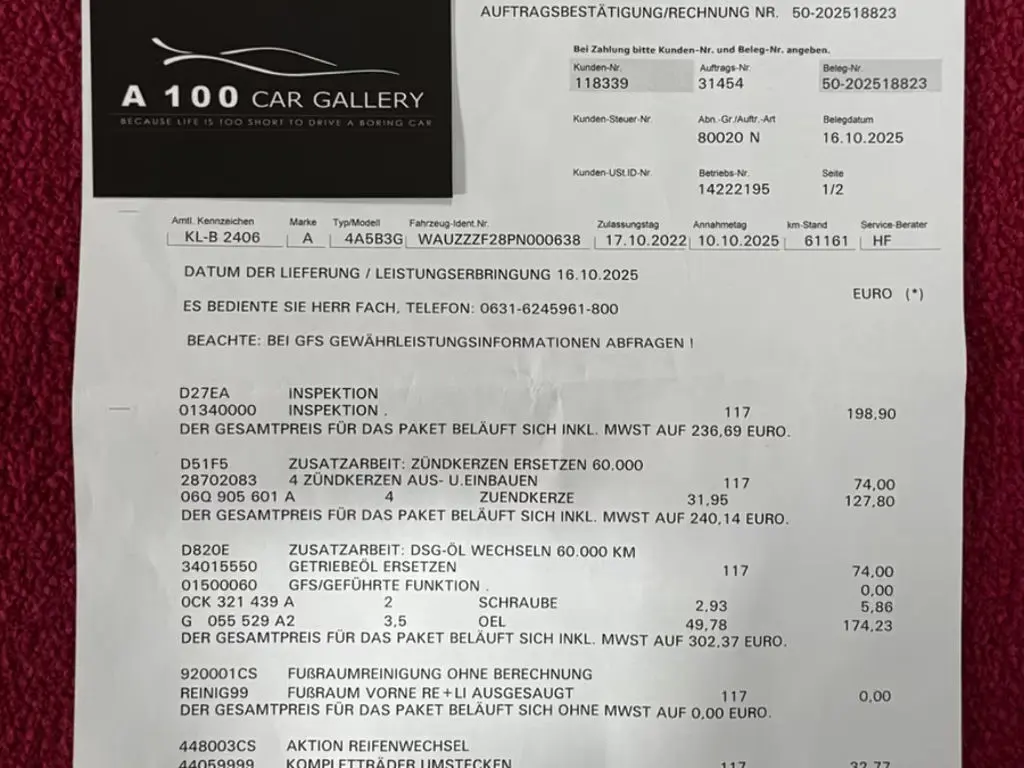 AUFTRAGSBESTÄTIGUNG/RECHNUNG NR. 50-202518823
Bei Zahlung bitte Kunden-Nr. und Beleg-Nr. angeben.
Kunden-Nr. Auftrags-Nr. Beleg-Nr.
118339 31454 50-202518823
A 100 CAR GALLERY
BECAUSE LIFE IS TOO SHORT TO DRIVE A BORING CAR
Kunden-Steuer-Nr. Abn.-Gr./Auftr.-Art Belegdatum
80020 N 16.10.2025
Kunden-USt.ID-Nr. Betriebs-Nr. Seite
14222195 1/2
Amtl. Kennzeichen Marke Typ/Modell Fahrzeug-Ident.Nr. Zulassungstag Annahmetag km-Stand Service-Berater
KL-B 2406 A 4A5B3G WAUZZZF28PN000638 17.10.2022 10.10.2025 61161 HF
DATUM DER LIEFERUNG / LEISTUNGSERBRINGUNG 16.10.2025
EURO (*)
ES BEDIENTE SIE HERR FACH, TELEFON: 0631-6245961-800
BEACHTE: BEI GFS GEWÄHRLEISTUNGSINFORMATIONEN ABFRAGEN !
D27EA INSPEKTION
01340000 INSPEKTION . 117 198,90
DER GESAMTPREIS FÜR DAS PAKET BELÄUFT SICH INKL. MWST AUF 236,69 EURO.
D51F5 ZUSATZARBEIT: ZÜNDKERZEN ERSETZEN 60.000
28702083 4 ZÜNDKERZEN AUS- U.EINBAUEN 117 74,00
06Q 905 601 A 4 ZUENDKERZE 31,95 127,80
DER GESAMTPREIS FÜR DAS PAKET BELÄUFT SICH INKL. MWST AUF 240,14 EURO.
D820E ZUSATZARBEIT: DSG-ÖL WECHSELN 60.000 KM
34015550 GETRIEBEÖL ERSETZEN 117 74,00
01500060 GFS/GEFÜHRTE FUNKTION . 0,00
0CK 321 439 A 2 SCHRAUBE 2,93 5,86
G 055 529 A2 3,5 OEL 49,78 174,23
DER GESAMTPREIS FÜR DAS PAKET BELÄUFT SICH INKL. MWST AUF 302,37 EURO.
920001CS FUßRAUMREINIGUNG OHNE BERECHNUNG
REINIG99 FUßRAUM VORNE RE+LI AUSGESAUGT 117 0,00
DER GESAMTPREIS FÜR DAS PAKET BELÄUFT SICH OHNE MWST AUF 0,00 EURO.
448003CS AKTION REIFENWECHSEL
44059999 KOMPLETTRÄDER UMSTECKEN 117 32,77